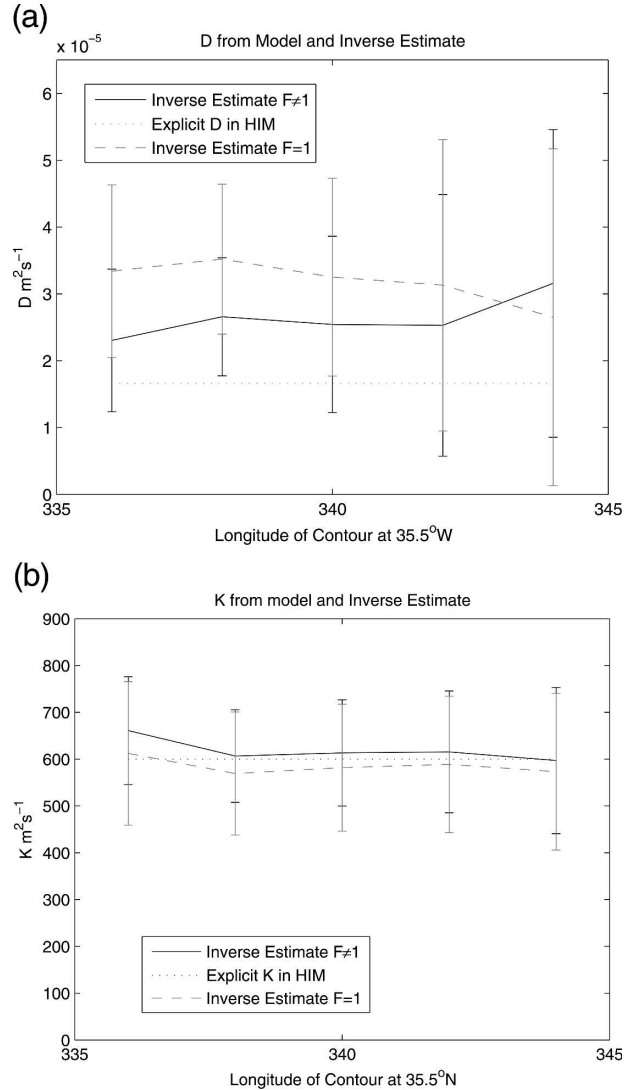 (a)
x 10⁻⁵
D from Model and Inverse Estimate
6
5
4
3
2
1
0
D m²s⁻¹
Inverse Estimate F≠1
Explicit D in HIM
Inverse Estimate F=1
335
340
345
Longitude of Contour at 35.5°W
(b)
K from model and Inverse Estimate
900
800
700
600
500
400
300
200
100
0
K m²s⁻¹
Inverse Estimate F≠1
Explicit K in HIM
Inverse Estimate F=1
335
340
345
Longitude of Contour at 35.5°N